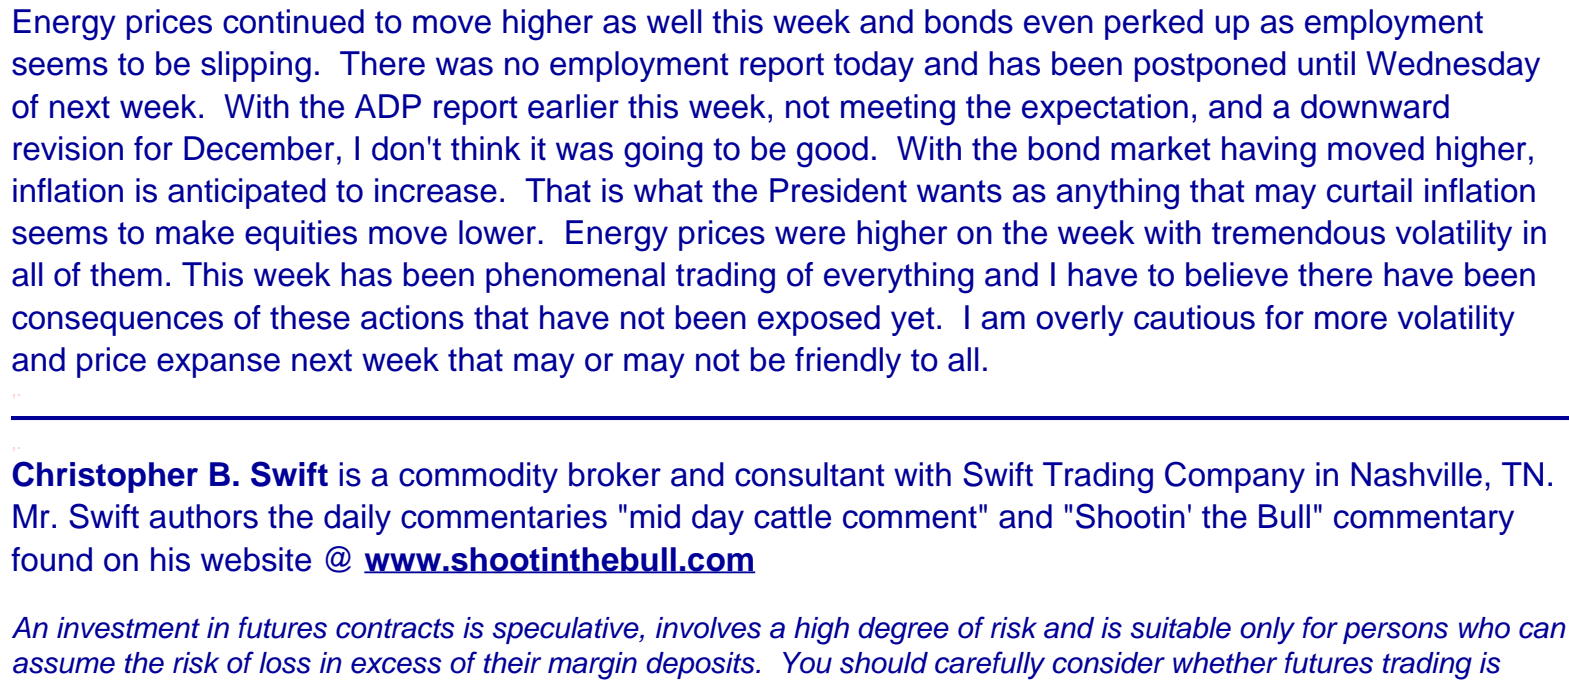 Energy prices continued to move higher as well this week and bonds even perked up as employment
seems to be slipping.  There was no employment report today and has been postponed until Wednesday
of next week.  With the ADP report earlier this week, not meeting the expectation, and a downward
revision for December, I don't think it was going to be good.  With the bond market having moved higher,
inflation is anticipated to increase.  That is what the President wants as anything that may curtail inflation
seems to make equities move lower.  Energy prices were higher on the week with tremendous volatility in
all of them. This week has been phenomenal trading of everything and I have to believe there have been
consequences of these actions that have not been exposed yet.  I am overly cautious for more volatility
and price expanse next week that may or may not be friendly to all.
Christopher B. Swift is a commodity broker and consultant with Swift Trading Company in Nashville, TN.
Mr. Swift authors the daily commentaries "mid day cattle comment" and "Shootin' the Bull" commentary
found on his website @ www.shootinthebull.com
An investment in futures contracts is speculative, involves a high degree of risk and is suitable only for persons who can
assume the risk of loss in excess of their margin deposits.  You should carefully consider whether futures trading is